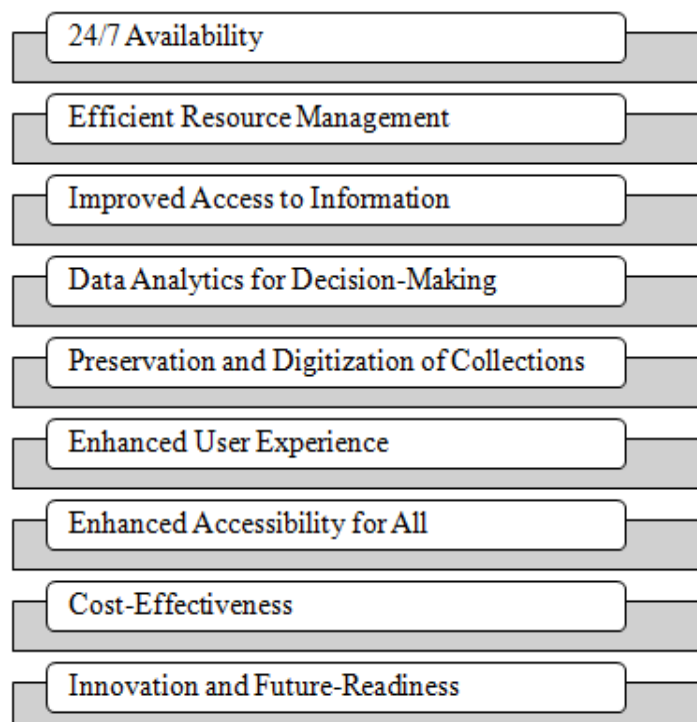 24/7 Availability
Efficient Resource Management
Improved Access to Information
Data Analytics for Decision-Making
Preservation and Digitization of Collections
Enhanced User Experience
Enhanced Accessibility for All
Cost-Effectiveness
Innovation and Future-Readiness